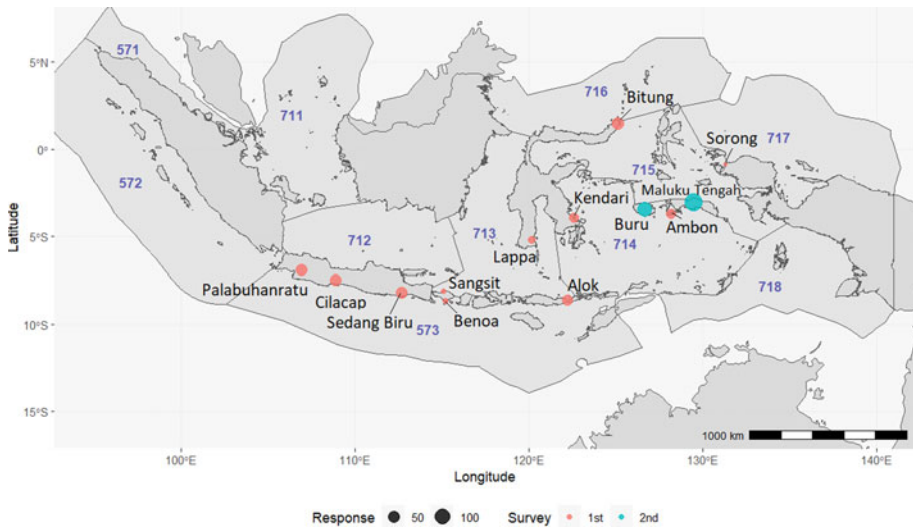 571
5°N
716
Bitung
711
Sorong
717
0°
715
572
Maluku Tengah
Kendari
Latitude
712
713
Buru
Ambon
5°S
714
Lappa
Palabuhanratu
Sangsit
Alok
718
Cilacap
Sedang Biru
Benoa
10°S
573
15°S
1000 km
100°E
110°E
120°E
130°E
140°E
Longitude
Response 50 100 Survey 1st 2nd